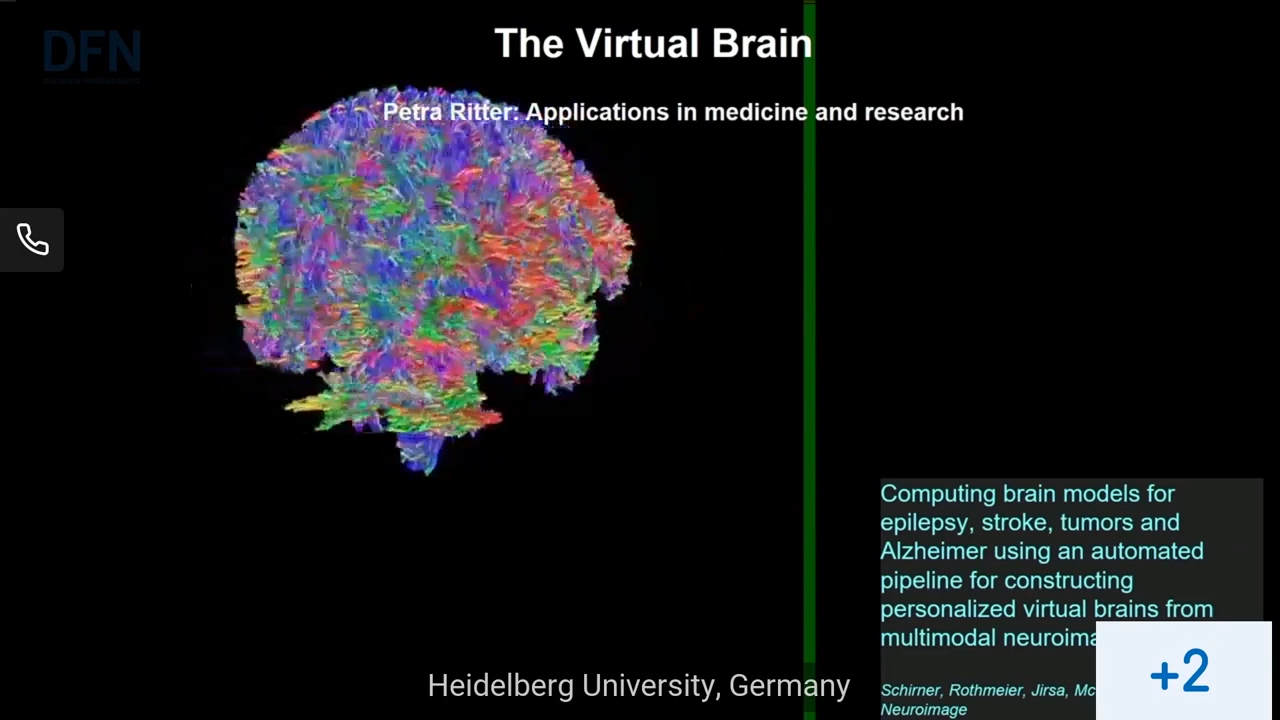 DFN
The Virtual Brain
Petra Ritter: Applications in medicine and research
Computing brain models for
epilepsy, stroke, tumors and
Alzheimer using an automated
pipeline for constructing
personalized virtual brains from
multimodal neuroima
+2
Heidelberg University, Germany
Schirner, Rothmeier, Jirsa, Mc
Neuroimage